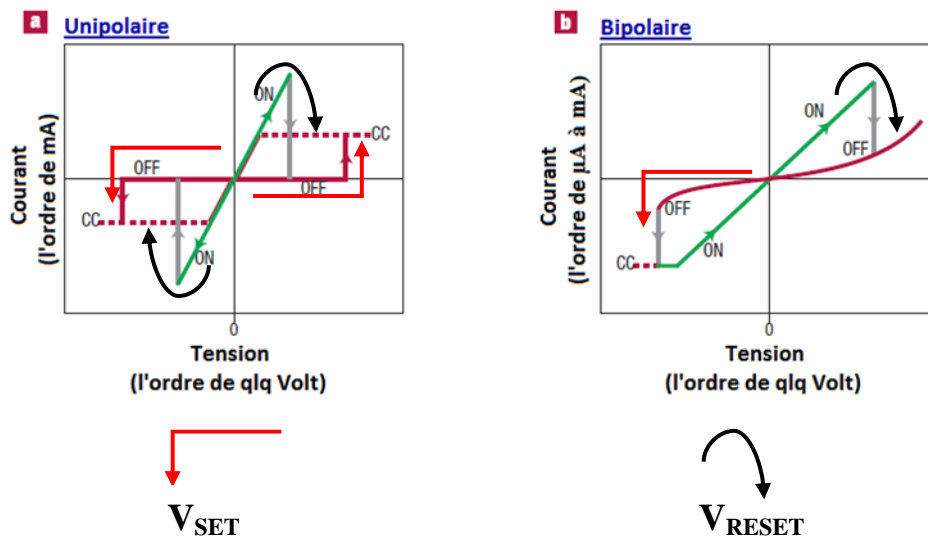 a Unipolaire
Courant
(l'ordre de mA)
ON
CC
OFF
OFF
CC
ON
0
Tension
(l'ordre de qlq Volt)
b Bipolaire
Courant
(l'ordre de µA à mA)
ON
OFF
OFF
CC
ON
0
Tension
(l'ordre de qlq Volt)
VSET
VRESET